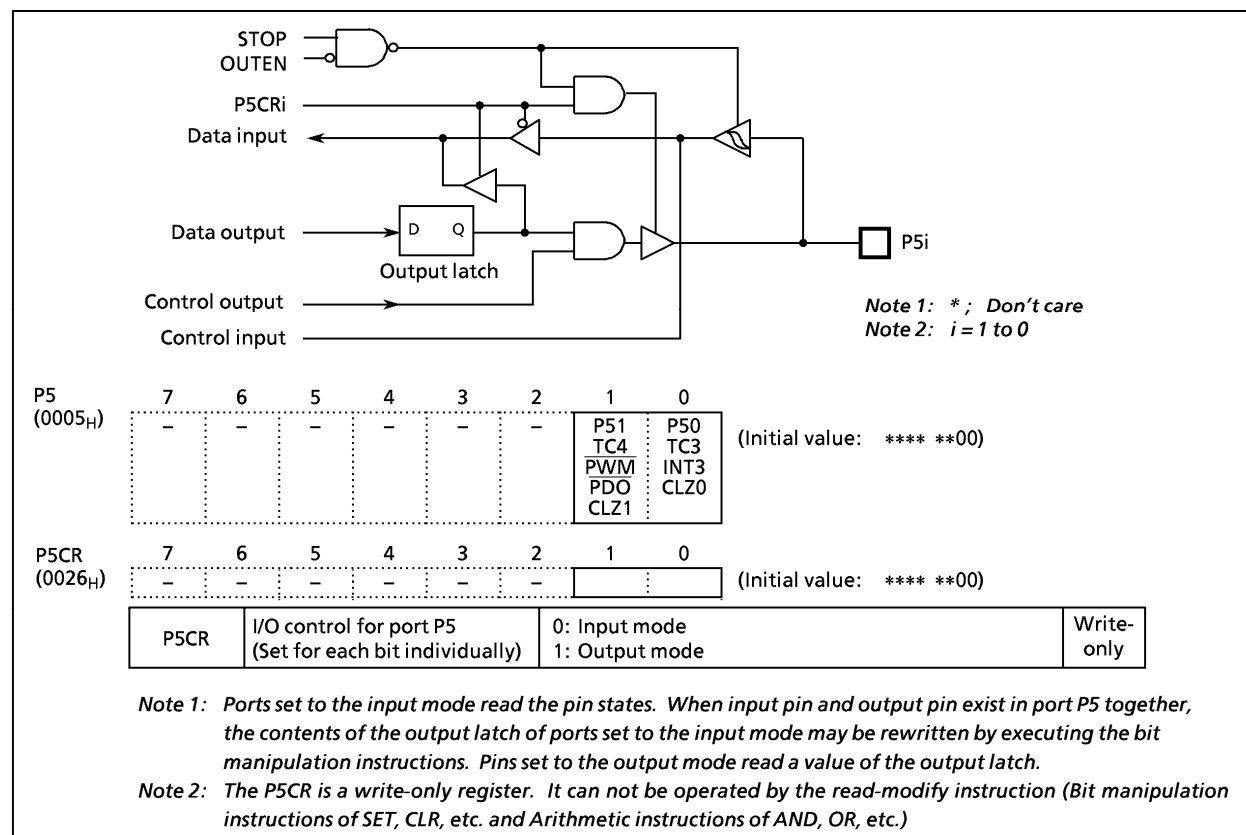 STOP
OUTEN
P5CRi
Data input
Data output
D Q
Output latch
P5i
Control output
Control input
Note 1: * ; Don't care
Note 2: i = 1 to 0
P5 7 6 5 4 3 2 1 0
(0005H) – – – – – – P51 P50 (Initial value: **** **00)
TC4 TC3
PWM INT3
PDO CLZ0
CLZ1
P5CR 7 6 5 4 3 2 1 0
(0026H) – – – – – – (Initial value: **** **00)
P5CR I/O control for port P5 0: Input mode Write-
(Set for each bit individually) 1: Output mode only
Note 1: Ports set to the input mode read the pin states. When input pin and output pin exist in port P5 together,
the contents of the output latch of ports set to the input mode may be rewritten by executing the bit
manipulation instructions. Pins set to the output mode read a value of the output latch.
Note 2: The P5CR is a write-only register. It can not be operated by the read-modify instruction (Bit manipulation
instructions of SET, CLR, etc. and Arithmetic instructions of AND, OR, etc.)